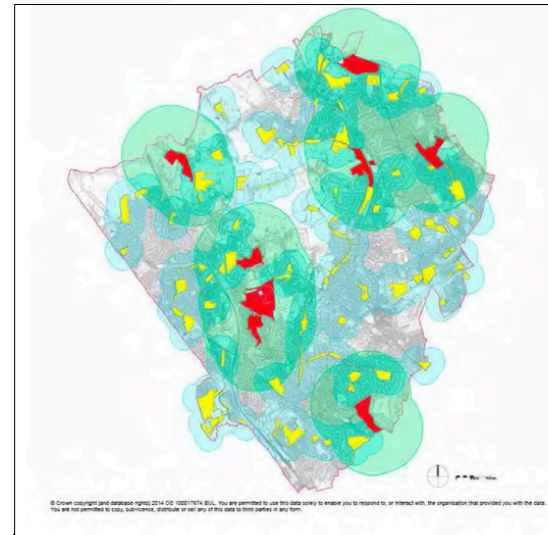 © Crown copyright [and database rights] 2014 OS 100017974 BUL. You are permitted to use this data solely to enable you to respond to, or interact with, the organisation that provided you with the data.
You are not permitted to copy, sub-licence, distribute or sell any of this data to third parties in any form.